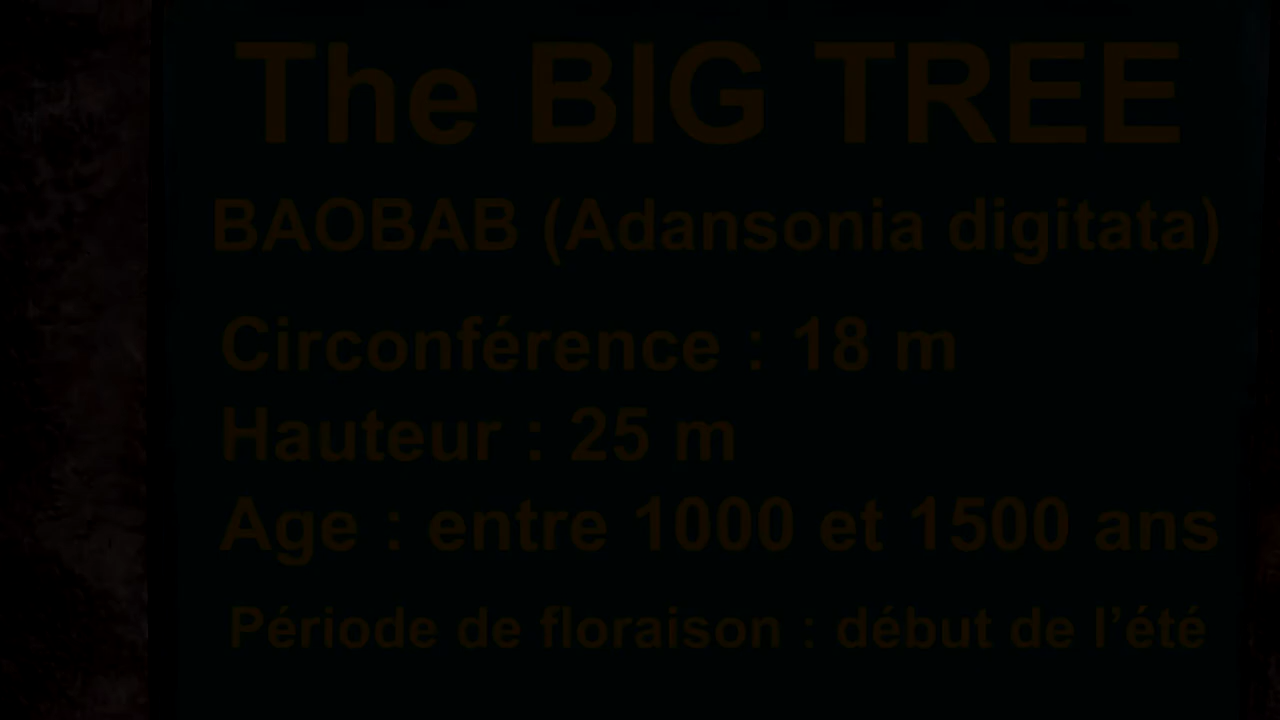 The BIG TREE
BAOBAB (Adansonia digitata)
Circonférence : 18 m
Hauteur : 25 m
Age : entre 1000 et 1500 ans
Période de floraison : début de l’été